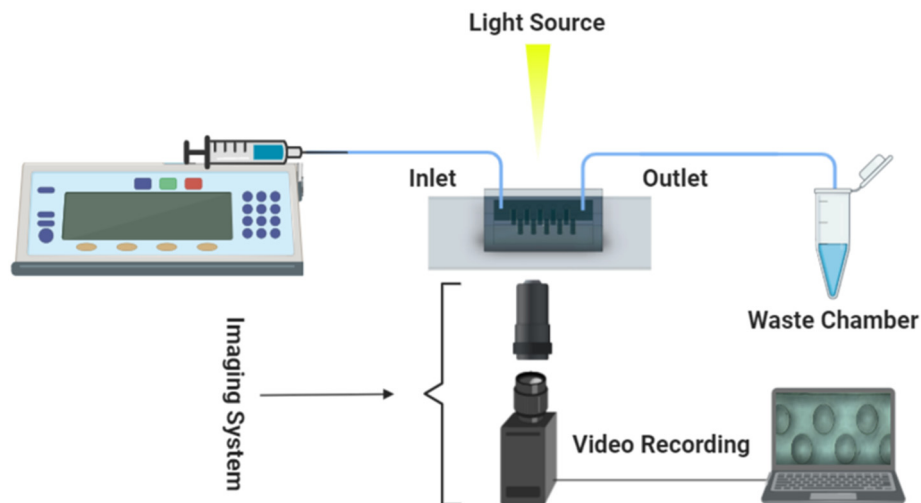 Light Source
Inlet
Outlet
Waste Chamber
Imaging System
Video Recording